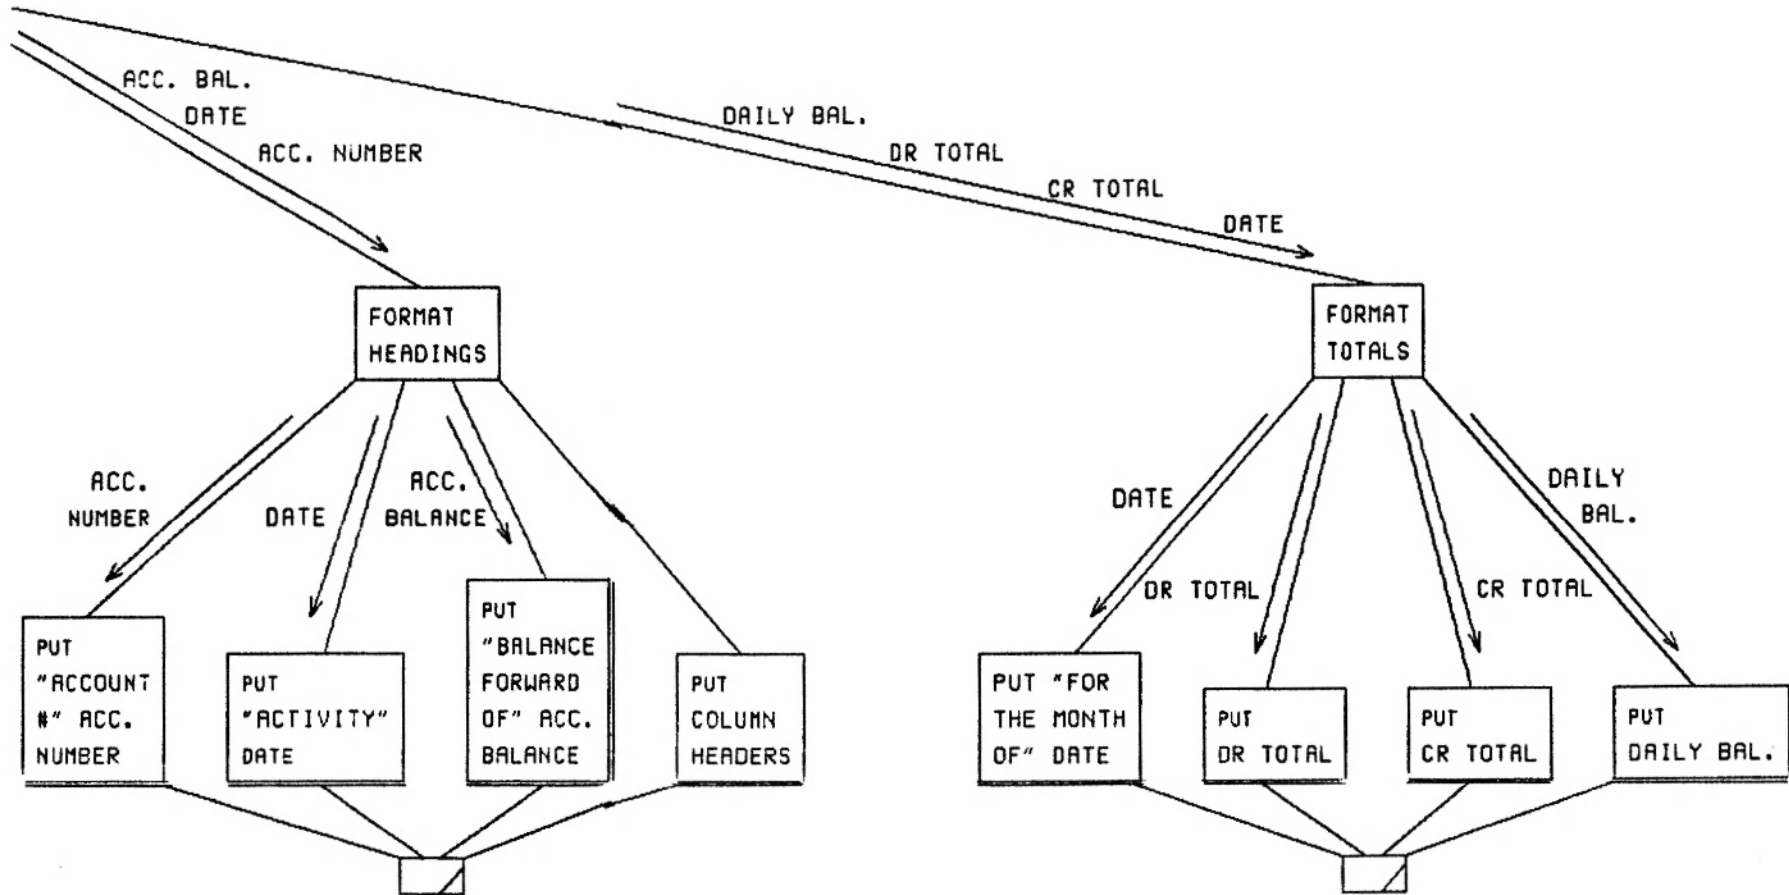 ACC. BAL.
DATE
ACC. NUMBER
DAILY BAL.
DR TOTAL
CR TOTAL
DATE
FORMAT
HEADINGS
FORMAT
TOTALS
ACC.
NUMBER
DATE
ACC.
BALANCE
DATE
DR TOTAL
CR TOTAL
DAILY
BAL.
PUT
"ACCOUNT
#" ACC.
NUMBER
PUT
"ACTIVITY"
DATE
PUT
"BALANCE
FORWARD
OF" ACC.
BALANCE
PUT
COLUMN
HEADERS
PUT "FOR
THE MONTH
OF" DATE
PUT
DR TOTAL
PUT
CR TOTAL
PUT
DAILY BAL.